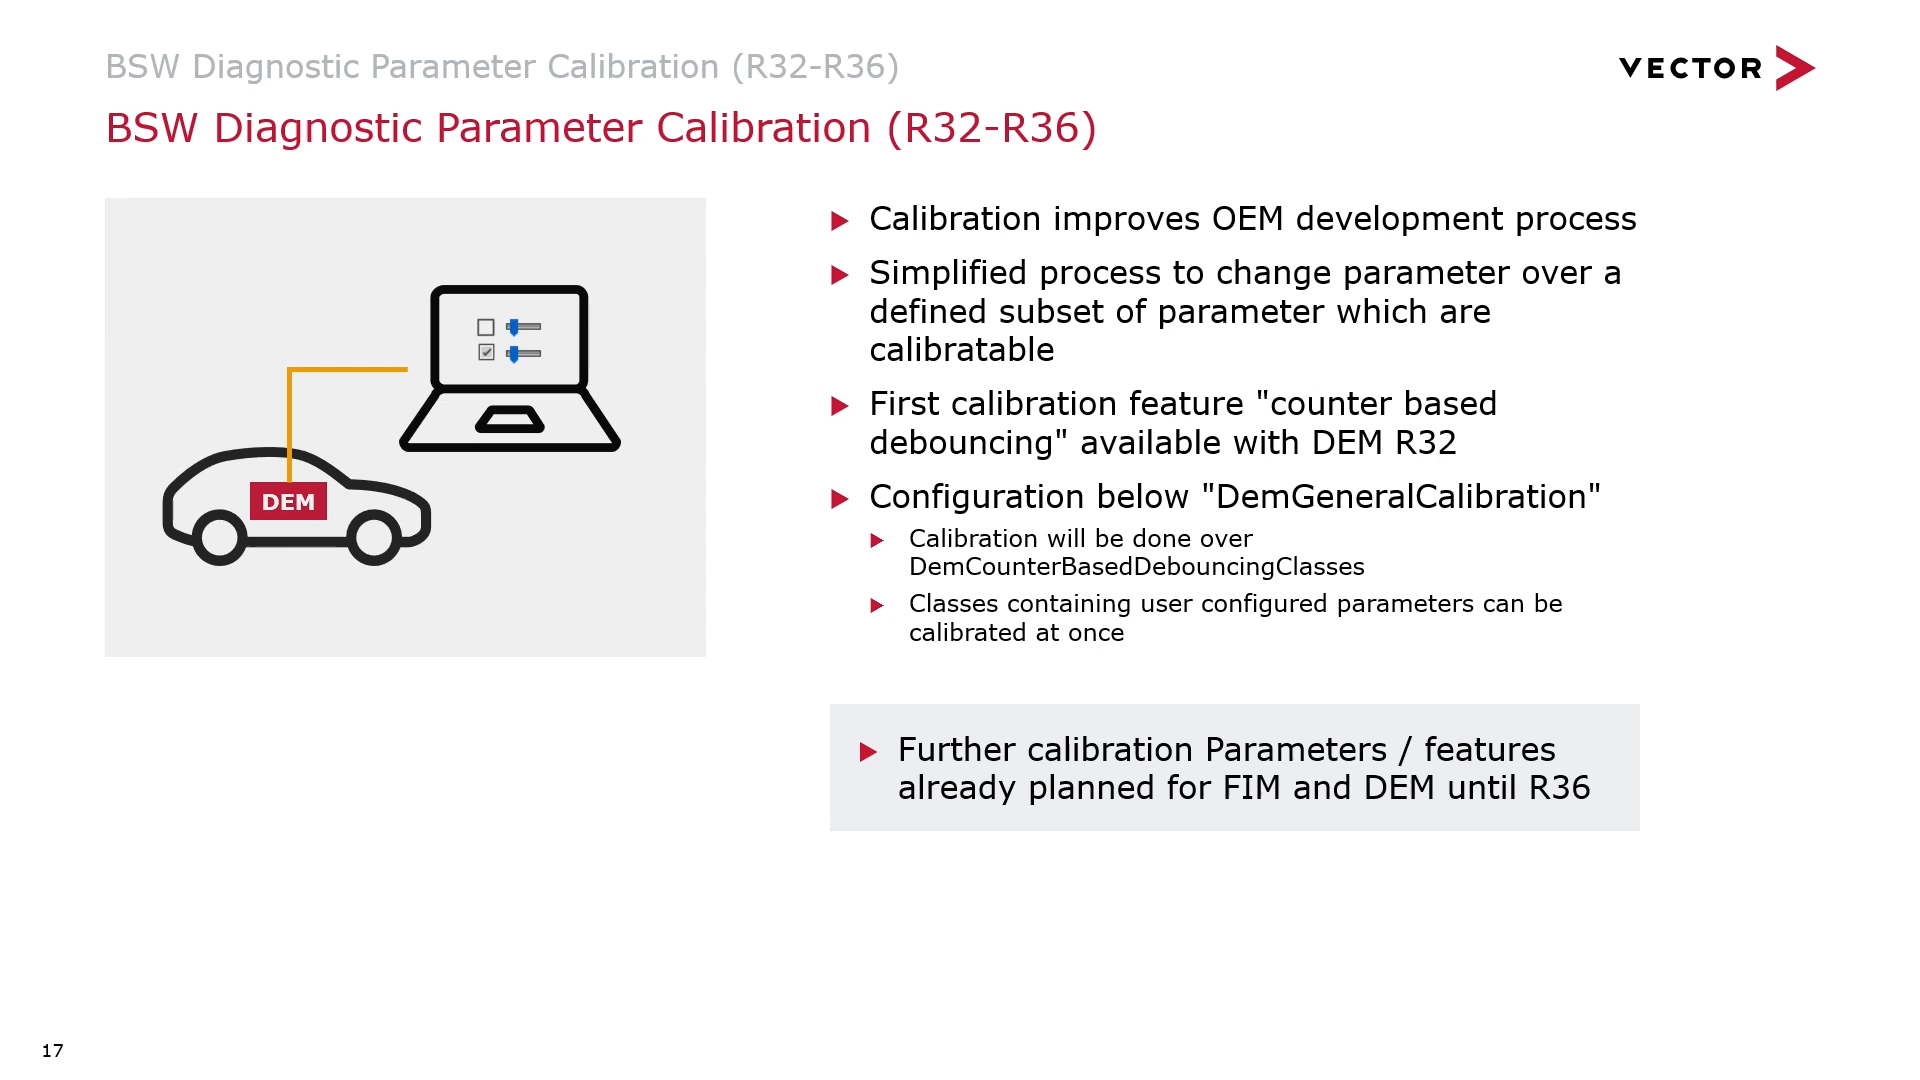 BSW Diagnostic Parameter Calibration (R32-R36)
VECTOR
BSW Diagnostic Parameter Calibration (R32-R36)
DEM
Calibration improves OEM development process
Simplified process to change parameter over a
defined subset of parameter which are
calibratable
First calibration feature "counter based
debouncing" available with DEM R32
Configuration below "DemGeneralCalibration"
Calibration will be done over
DemCounterBasedDebouncingClasses
Classes containing user configured parameters can be
calibrated at once
Further calibration Parameters / features
already planned for FIM and DEM until R36
17